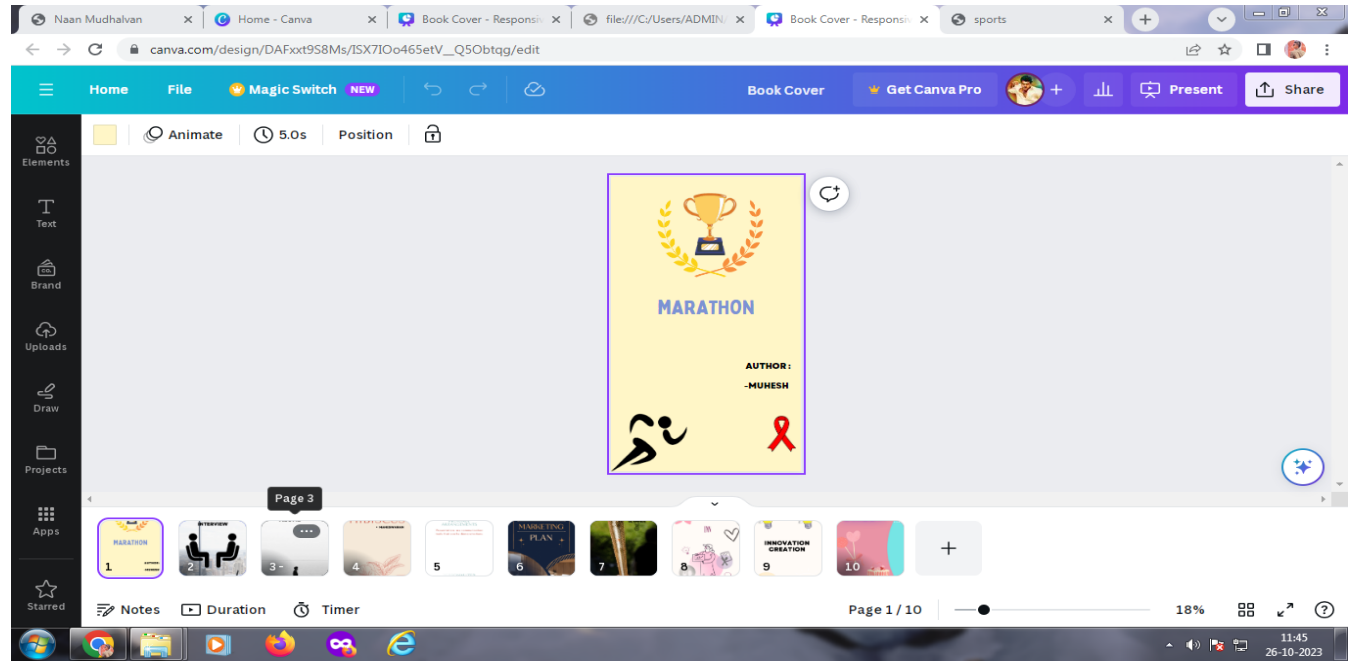 Naan Mudhalvan
Home - Canva
Book Cover - Responsiv
file:///C:/Users/ADMIN/
Book Cover - Responsiv
sports
canva.com/design/DAFxxt9S8Ms/ISX7IOo465etV__Q5Obtqg/edit
Home File Magic Switch NEW Book Cover Get Canva Pro Present Share
Animate 5.0s Position
Elements
Text
Brand
Uploads
Draw
Projects
Apps
Starred
MARATHON
AUTHOR :
-MUHESH
Page 3
MARATHON
1
INTERVIEW
2
3
4
5
MARKETING
PLAN
6
7
8
INNOVATION
CREATION
9
10
Notes Duration Timer Page 1 / 10 18%
11:45
26-10-2023